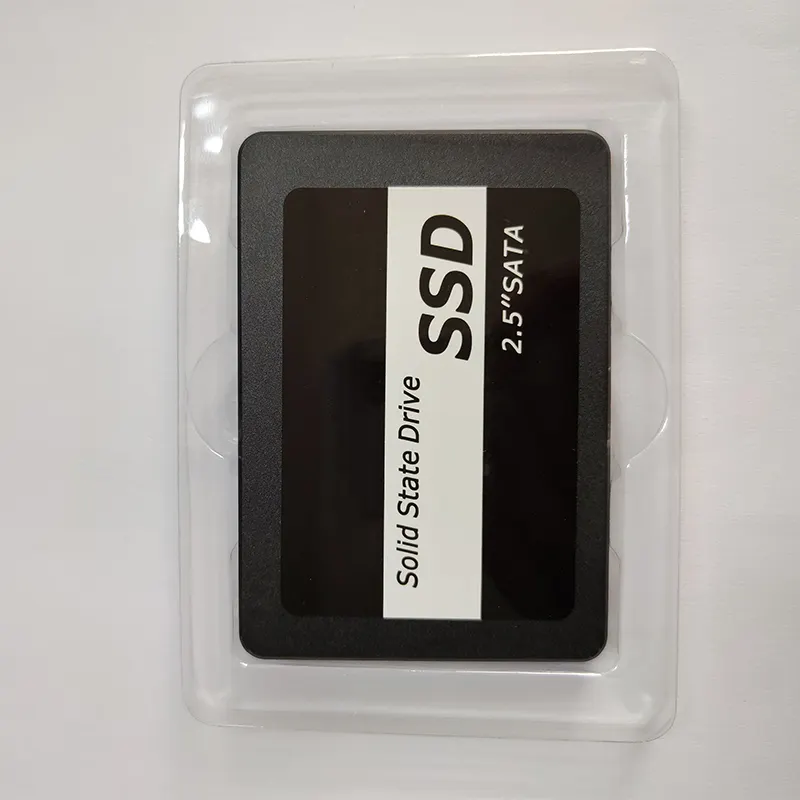 Solid State Drive
SSD
2.5"SATA